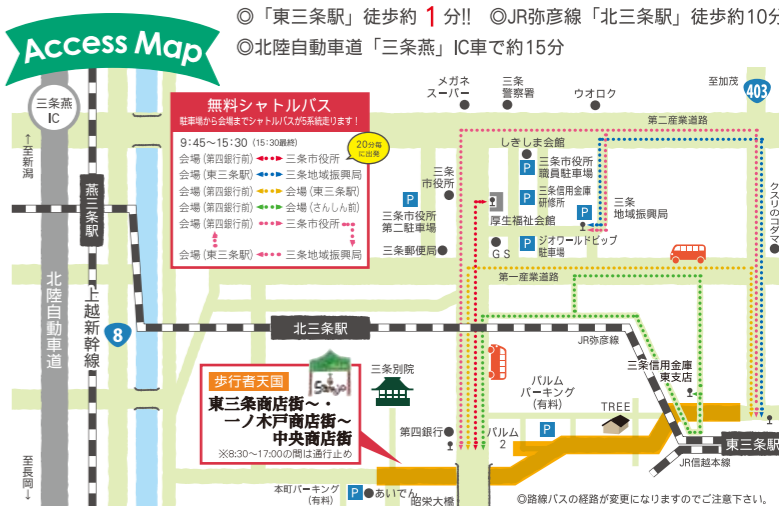 Access Map
◎「東三条駅」徒歩約1分!! ◎JR弥彦線「北三条駅」徒歩約10分
◎北陸自動車道「三条燕」IC車で約15分
三条燕
IC
↑至新潟
燕三条駅
北陸自動車道
上越新幹線
8
至長岡↓
無料シャトルバス
駐車場から会場までシャトルバスが5系統走ります!
9:45～15:30 (15:30最終)
20分毎
に出発
会場(第四銀行前) 三条市役所
会場(東三条駅) 三条地域振興局
会場(第四銀行前) 会場(東三条駅)
会場(第四銀行前) 会場(さんしん前)
会場(第四銀行前) 三条市役所
会場(東三条駅) 三条地域振興局
メガネ
スーパー
三条
警察署
ウオロク
至加茂
403
第二産業道路
しきしま会館
P
三条市役所
職員駐車場
三条
市役所
P
三条市役所
第二駐車場
厚生福祉会館
P
三条信用金庫
研修所
P
三条
地域振興局
クスリのコダマ
三条郵便局
GS
P
ジオワールドビップ
駐車場
第一産業道路
北三条駅
JR弥彦線
歩行者天国
東三条商店街～・
一ノ木戸商店街～
中央商店街
※8:30～17:00の間は通行止め
三条別院
パルム
パーキング
(有料)
P
TREE
三条信用金庫
東支店
第四銀行
パルム
2
東三条駅
JR信越本線
本町パーキング
(有料)
P
あいでん
昭栄大橋
◎路線バスの経路が変更になりますのでご注意下さい。